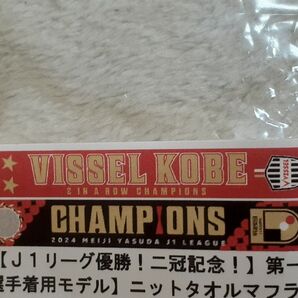 VISSEL KOBE
VISSEL
2 IN A ROW CHAMPIONS
CHAMPIONS
2024 MEIJI YASUDA J1 LEAGUE
【J1リーグ優勝!二冠記念!】第一
選手着用モデル】ニットタオルマフラ